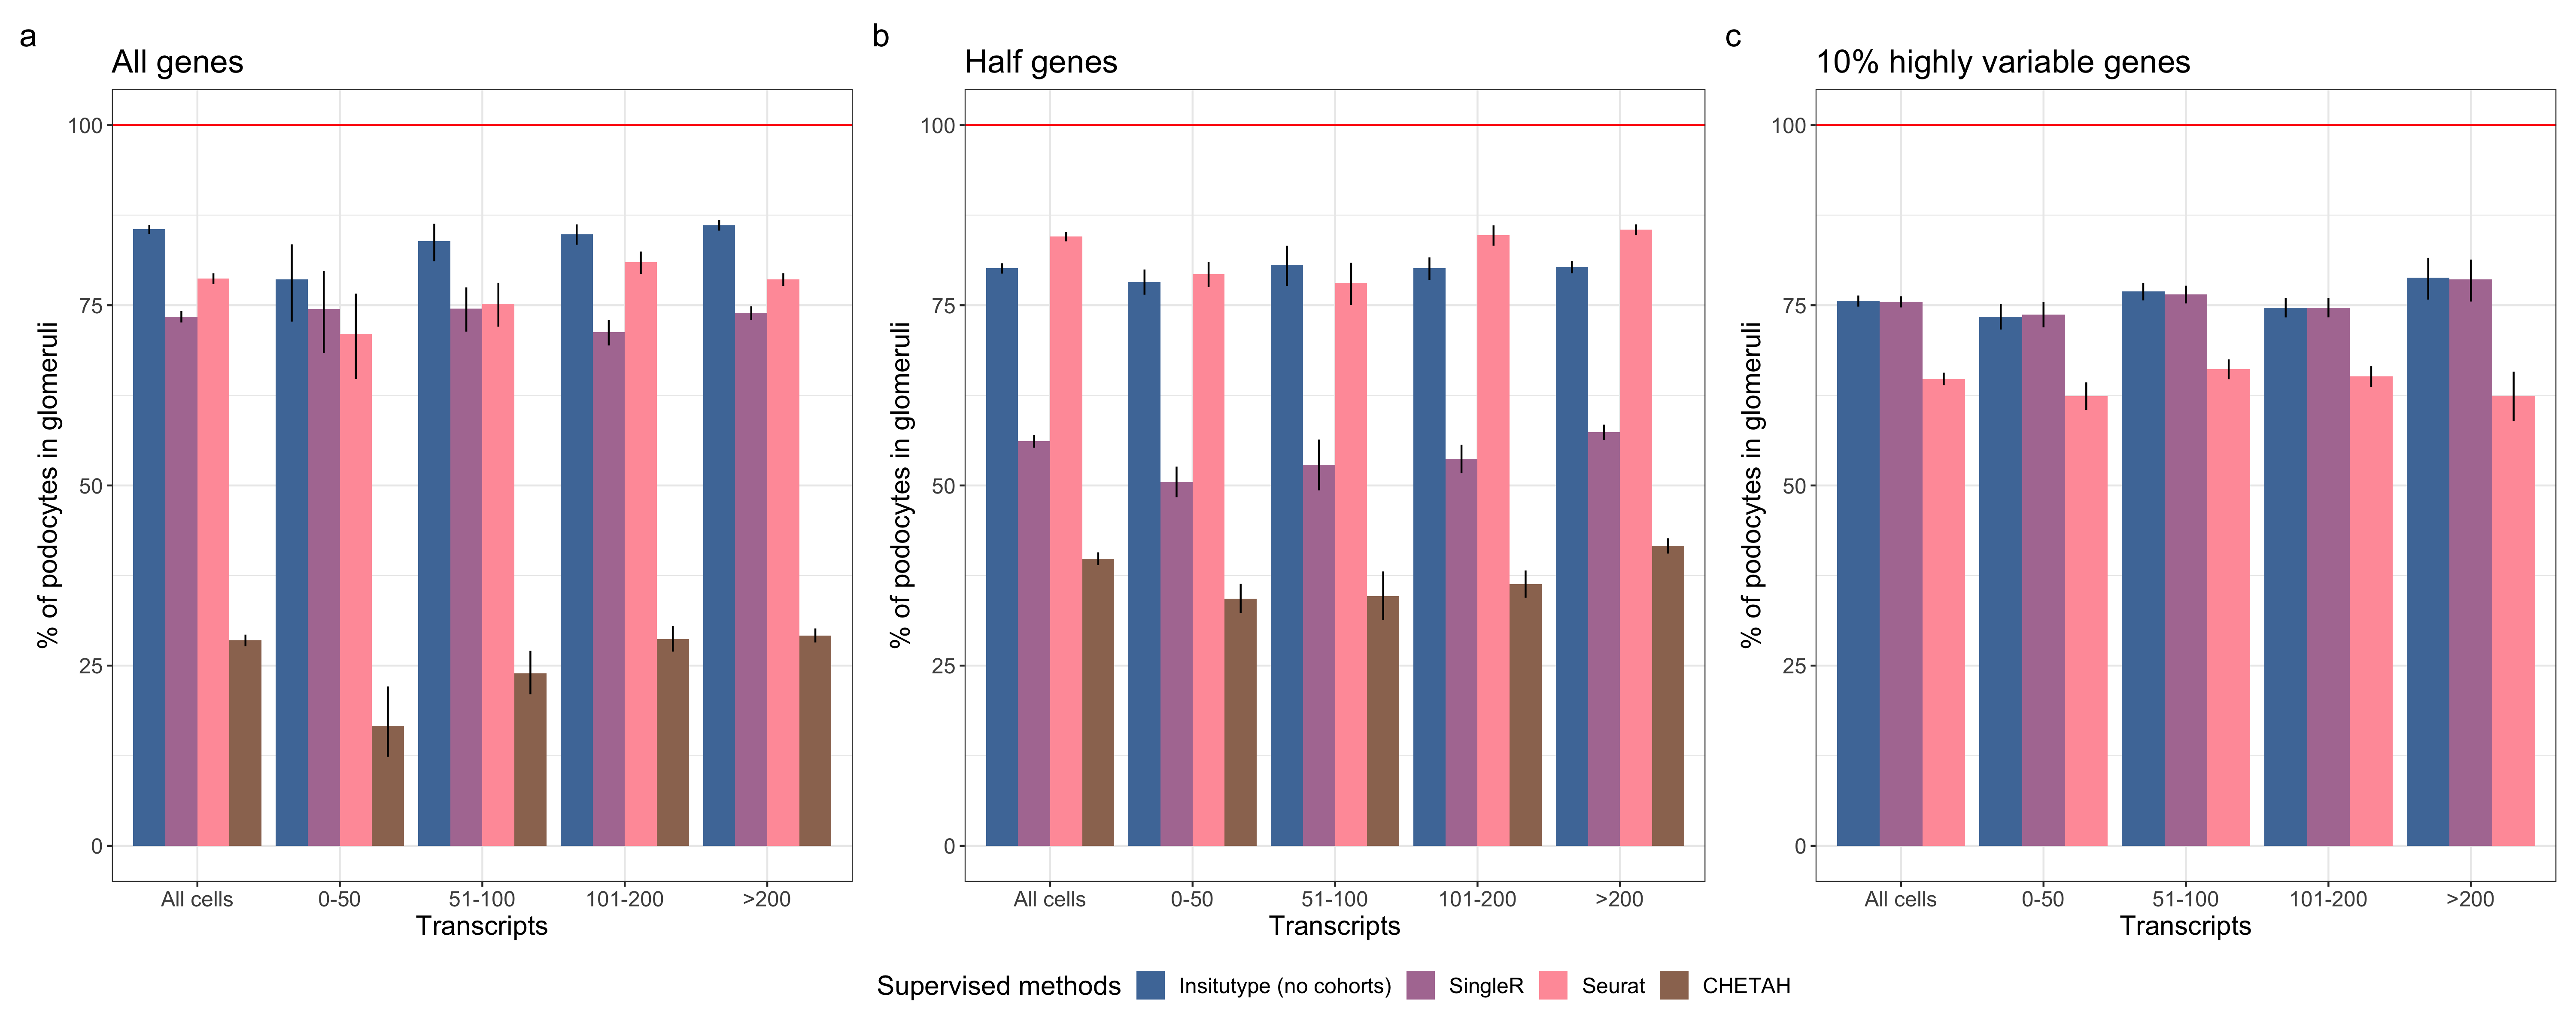 a
All genes
% of podocytes in glomeruli
100
75
50
25
0
All cells 0-50 51-100 101-200 >200
Transcripts
b
Half genes
% of podocytes in glomeruli
100
75
50
25
0
All cells 0-50 51-100 101-200 >200
Transcripts
c
10% highly variable genes
% of podocytes in glomeruli
100
75
50
25
0
All cells 0-50 51-100 101-200 >200
Transcripts
Supervised methods Insitutype (no cohorts) SingleR Seurat CHETAH